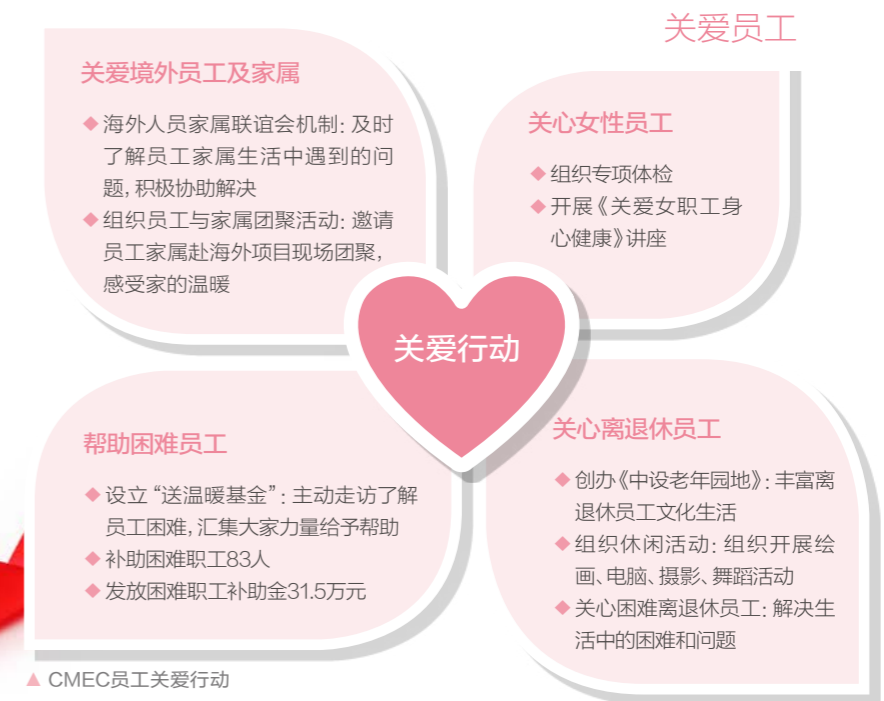 关爱员工
关爱境外员工及家属
◆海外人员家属联谊会机制：及时
了解员工家属生活中遇到的问
题，积极协助解决
◆组织员工与家属团聚活动：邀请
员工家属赴海外项目现场团聚，
感受家的温暖
关心女性员工
◆组织专项体检
◆开展《关爱女职工身
心健康》讲座
关爱行动
帮助困难员工
◆设立“送温暖基金”：主动走访了解
员工困难，汇集大家力量给予帮助
◆补助困难职工83人
◆发放困难职工补助金31.5万元
关心离退休员工
◆创办《中设老年园地》：丰富离
退休员工文化生活
◆组织休闲活动：组织开展绘
画、电脑、摄影、舞蹈活动
◆关心困难离退休员工：解决生
活中的困难和问题
▲ CMEC员工关爱行动